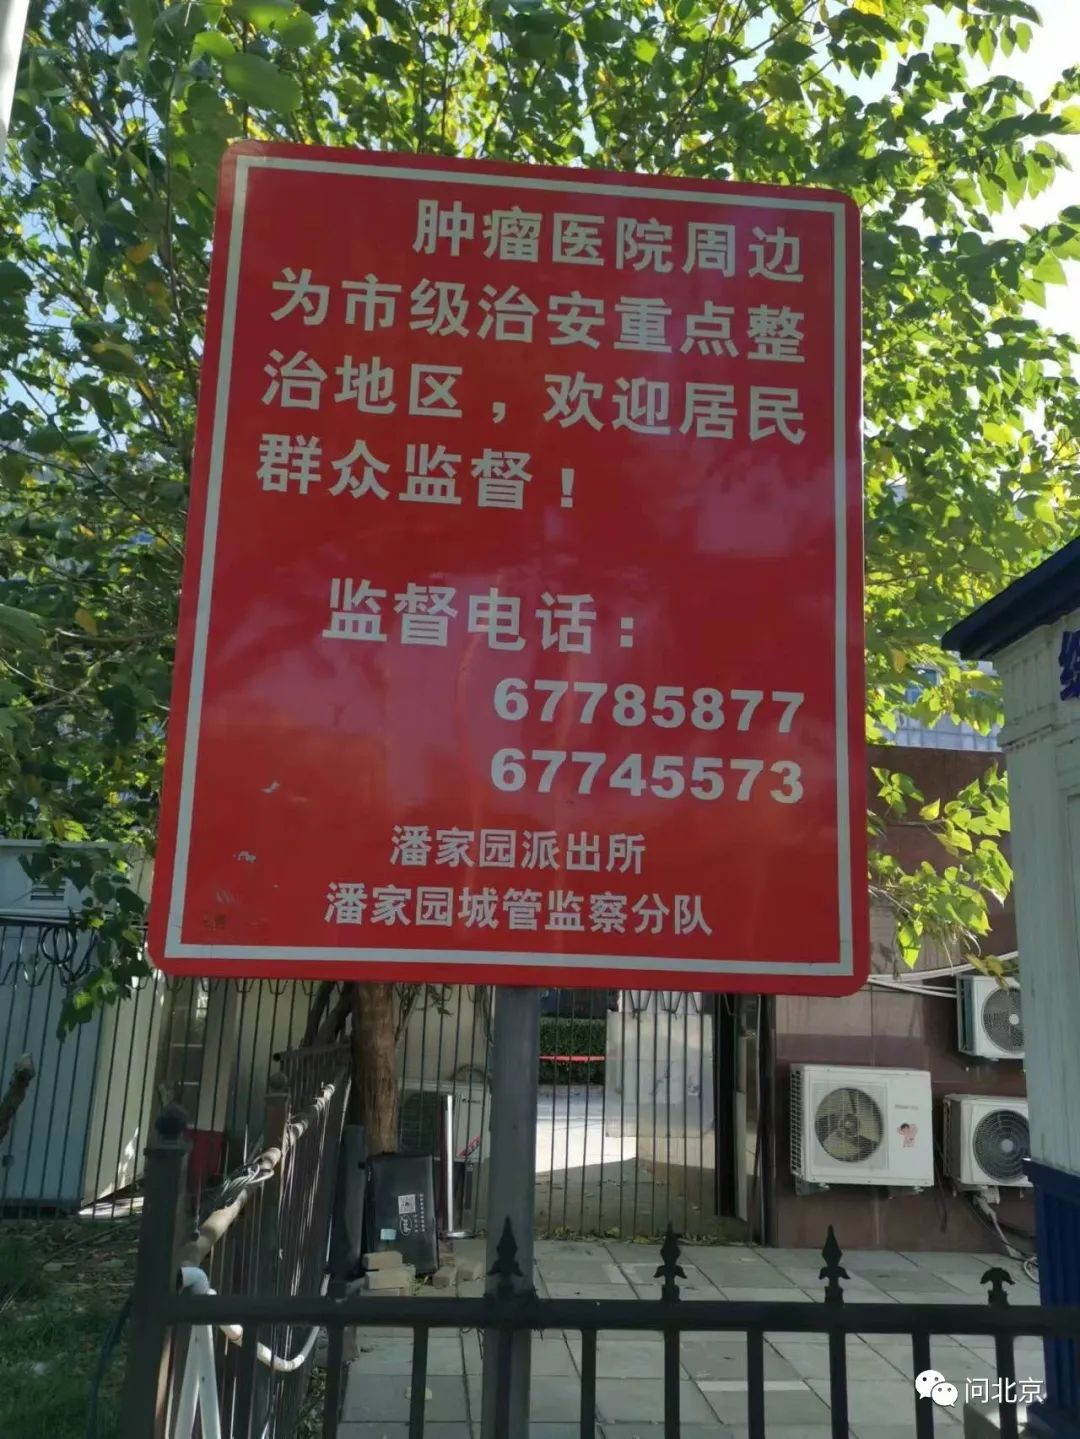 肿瘤医院周边
为市级治安重点整
治地区，欢迎居民
群众监督！
监督电话：
67785877
67745573
潘家园派出所
潘家园城管监察分队
问北京